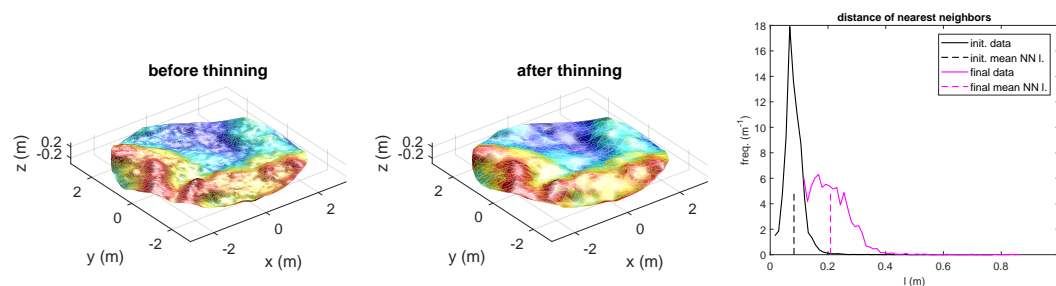 before thinning
0.2
-0.2
z (m)
2
0
-2
y (m)
-2
0
2
x (m)
after thinning
0.2
-0.2
z (m)
2
0
-2
y (m)
-2
0
2
x (m)
distance of nearest neighbors
18
16
14
12
10
8
6
4
2
0
freq. (m⁻¹)
init. data
init. mean NN l.
final data
final mean NN l.
0
0.2
0.4
0.6
0.8
l (m)